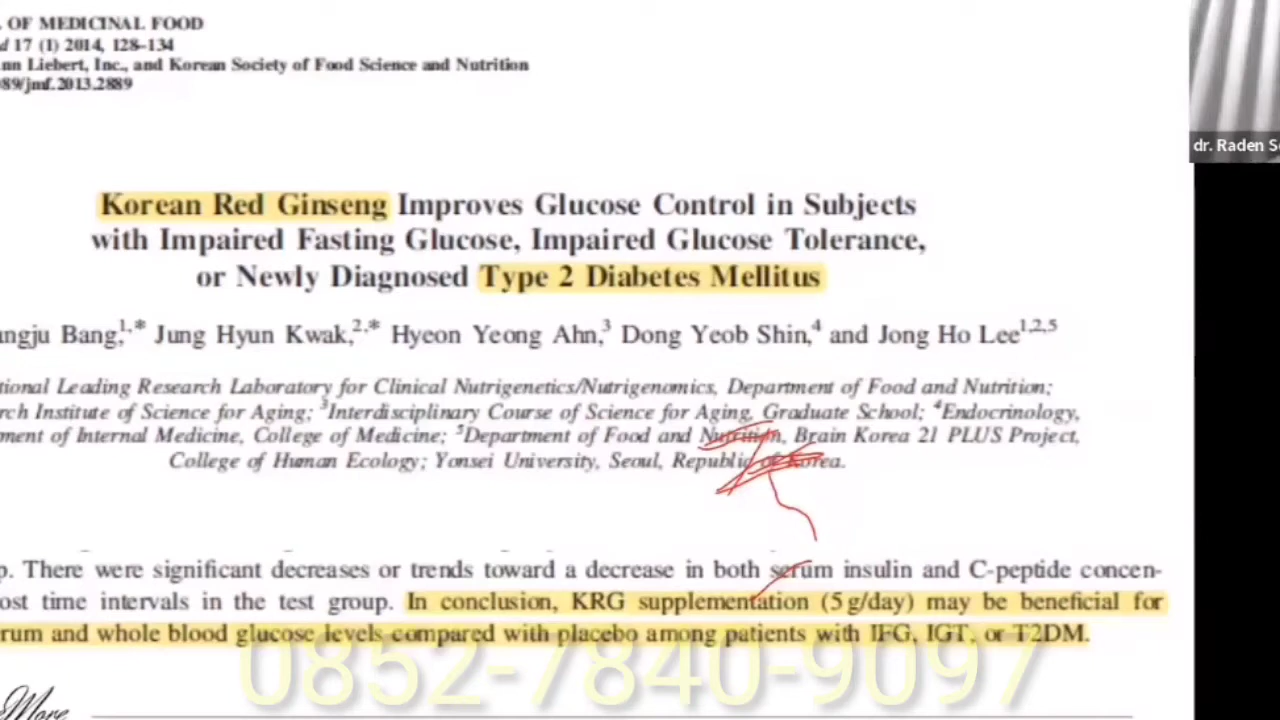 . OF MEDICINAL FOOD
d 17 (1) 2014, 128–134
nn Liebert, Inc., and Korean Society of Food Science and Nutrition
89/jmf.2013.2889
dr. Raden S
Korean Red Ginseng Improves Glucose Control in Subjects
with Impaired Fasting Glucose, Impaired Glucose Tolerance,
or Newly Diagnosed Type 2 Diabetes Mellitus
ngju Bang,1,* Jung Hyun Kwak,2,* Hyeon Yeong Ahn,3 Dong Yeob Shin,4 and Jong Ho Lee1,2,5
tional Leading Research Laboratory for Clinical Nutrigenetics/Nutrigenomics, Department of Food and Nutrition;
rch Institute of Science for Aging; 3Interdisciplinary Course of Science for Aging, Graduate School; 4Endocrinology,
ment of Internal Medicine, College of Medicine; 5Department of Food and Nutrition, Brain Korea 21 PLUS Project,
College of Human Ecology; Yonsei University, Seoul, Republic of Korea.
p. There were significant decreases or trends toward a decrease in both serum insulin and C-peptide concen-
ost time intervals in the test group. In conclusion, KRG supplementation (5 g/day) may be beneficial for
rum and whole blood glucose levels compared with placebo among patients with IFG, IGT, or T2DM.
0852-7840-9097
More